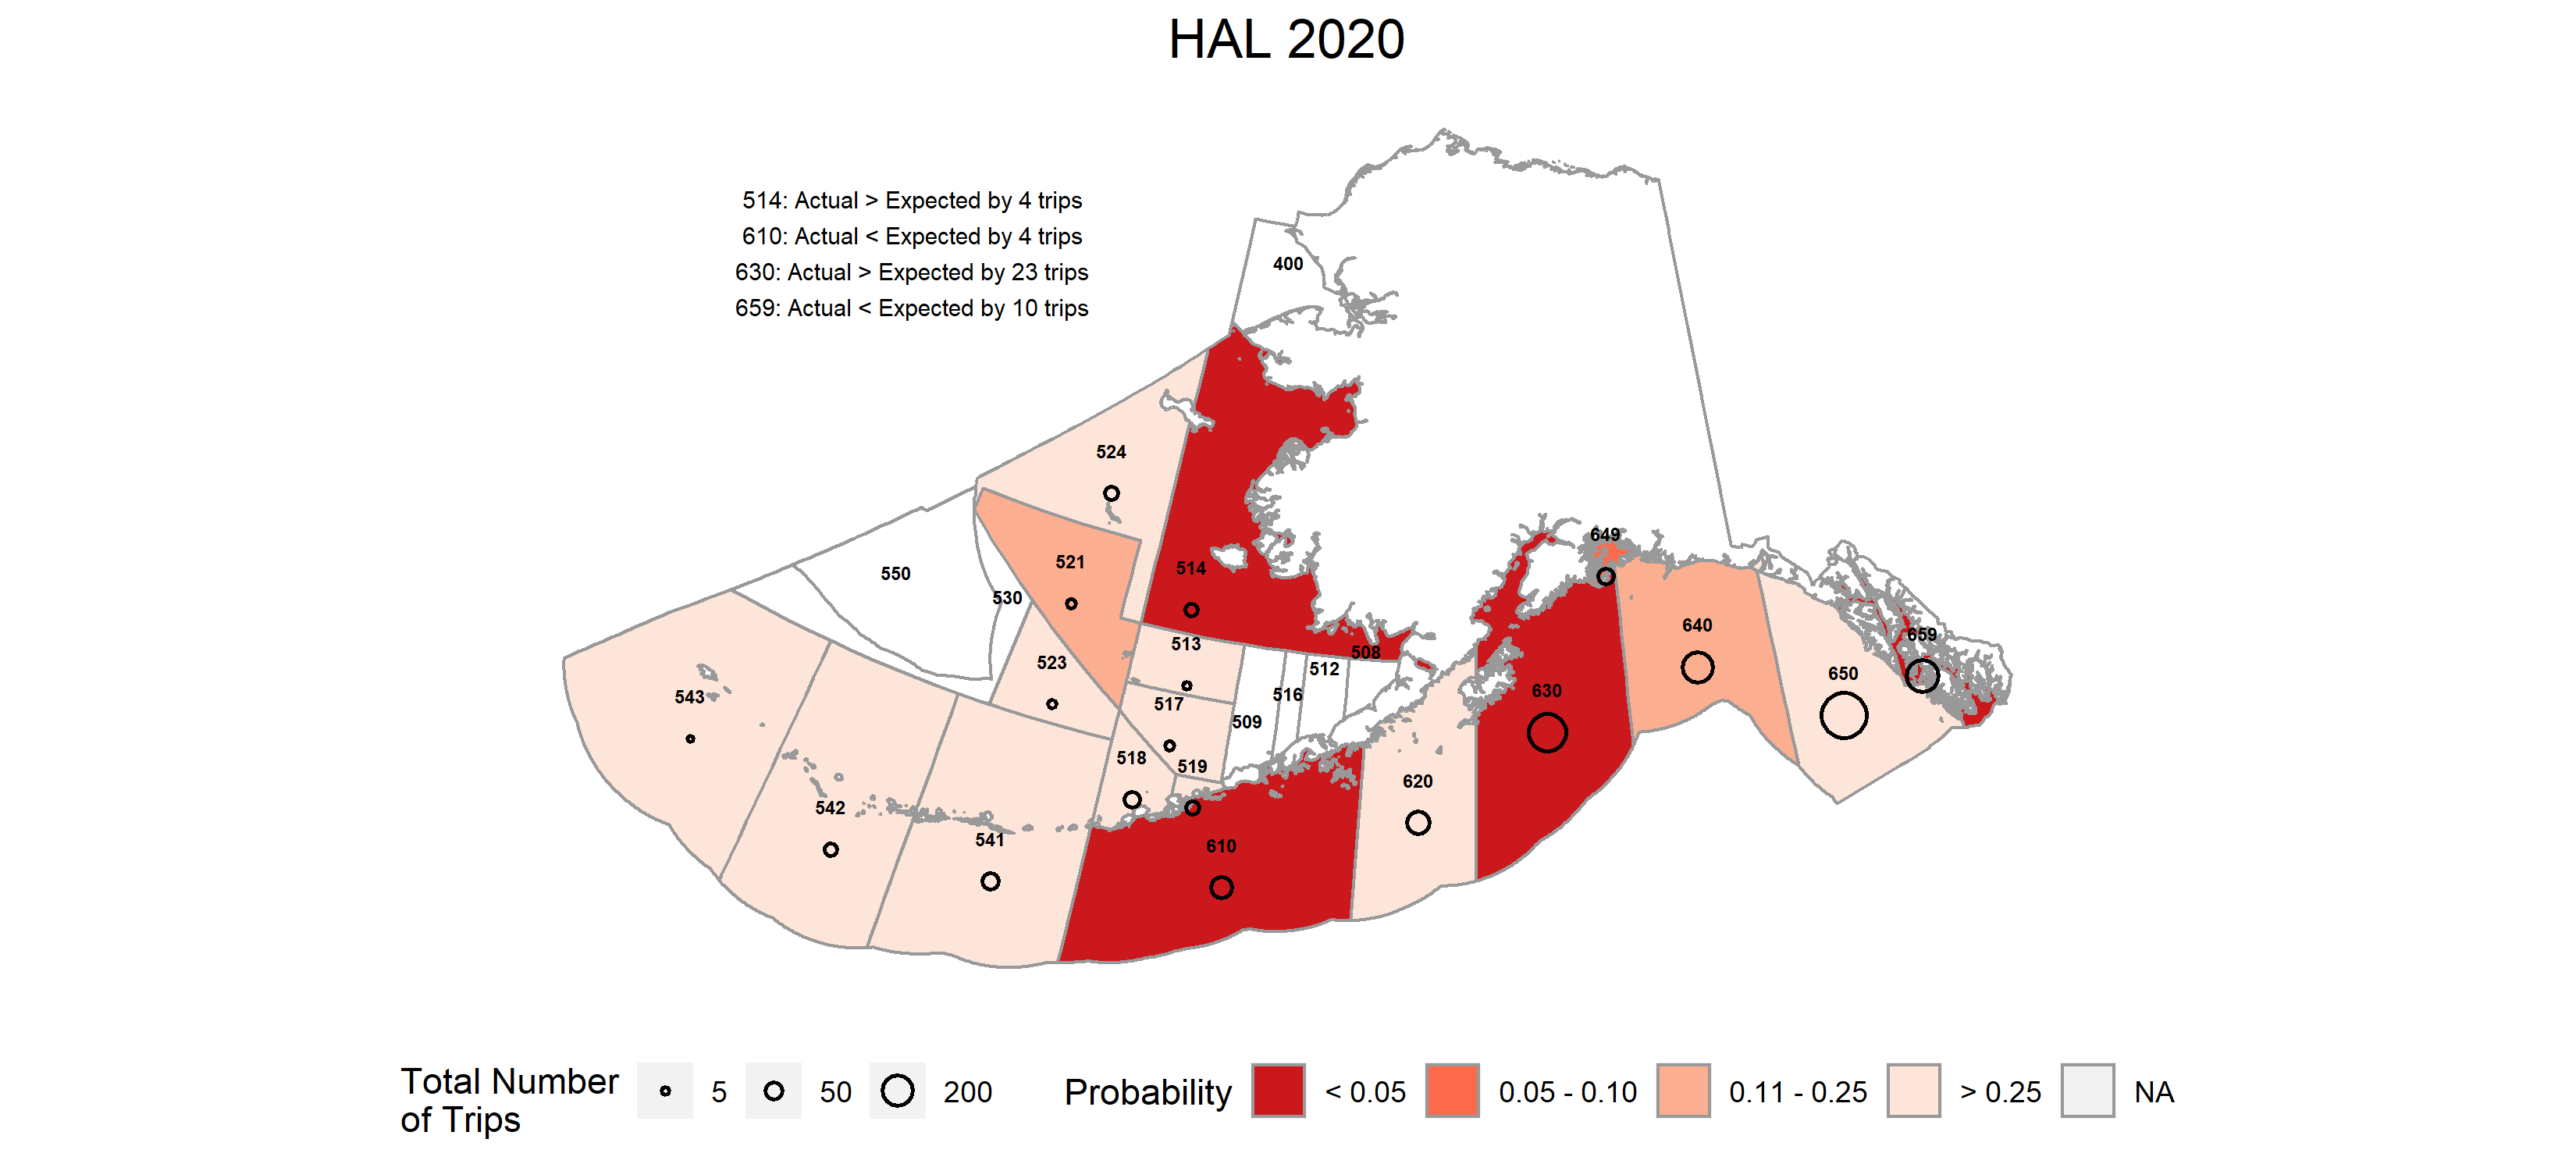 HAL 2020
514: Actual > Expected by 4 trips
610: Actual < Expected by 4 trips
630: Actual > Expected by 23 trips
659: Actual < Expected by 10 trips
400
524
649
521
514
550
530
640
659
513
508
523
512
650
630
516
543
517
509
518
519
620
542
541
610
Total Number
of Trips
5
50
200
Probability
< 0.05
0.05 - 0.10
0.11 - 0.25
> 0.25
NA